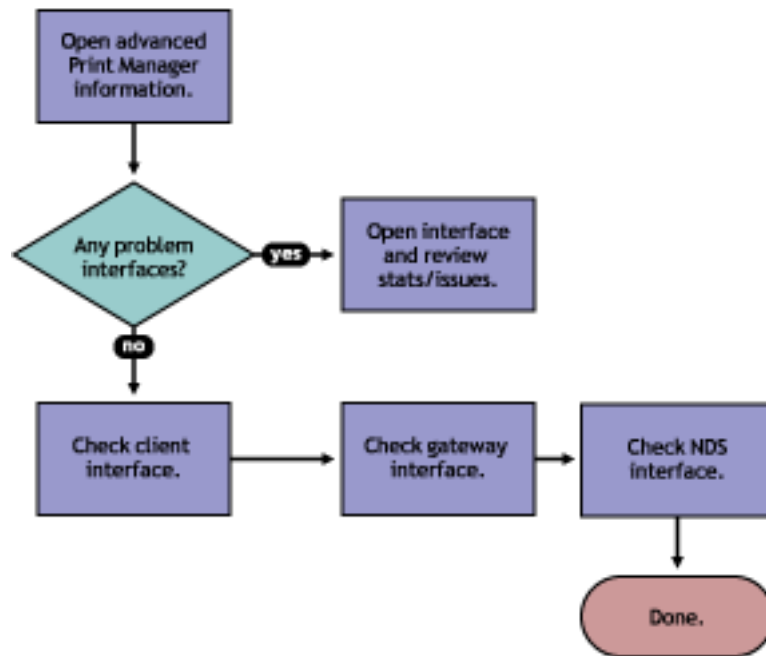 Open advanced
Print Manager
information.
Any problem
interfaces?
yes
Open interface
and review
stats/issues.
no
Check client
interface.
Check gateway
interface.
Check NDS
interface.
Done.